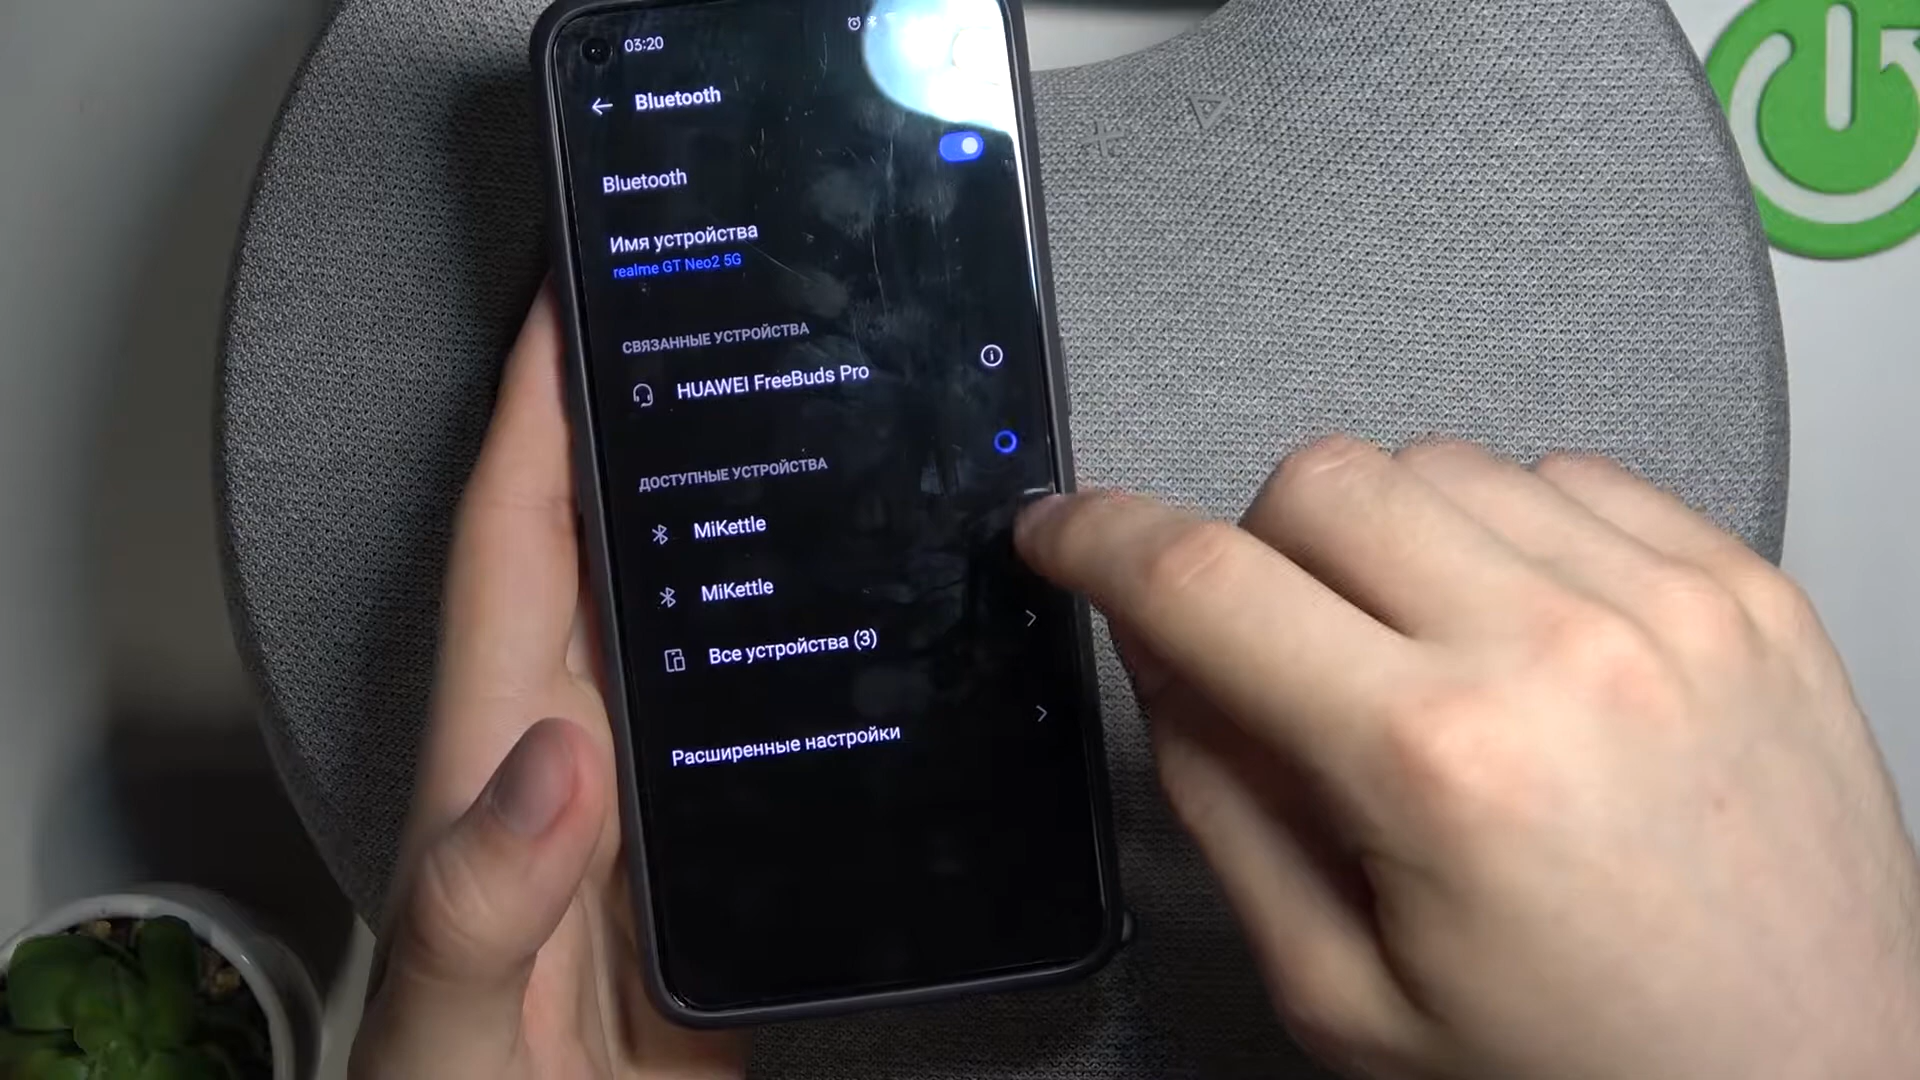 03:20
Bluetooth
Bluetooth
Имя устройства
realme GT Neo2 5G
СВЯЗАННЫЕ УСТРОЙСТВА
HUAWEI FreeBuds Pro
ДОСТУПНЫЕ УСТРОЙСТВА
MiKettle
MiKettle
Все устройства (3)
Расширенные настройки